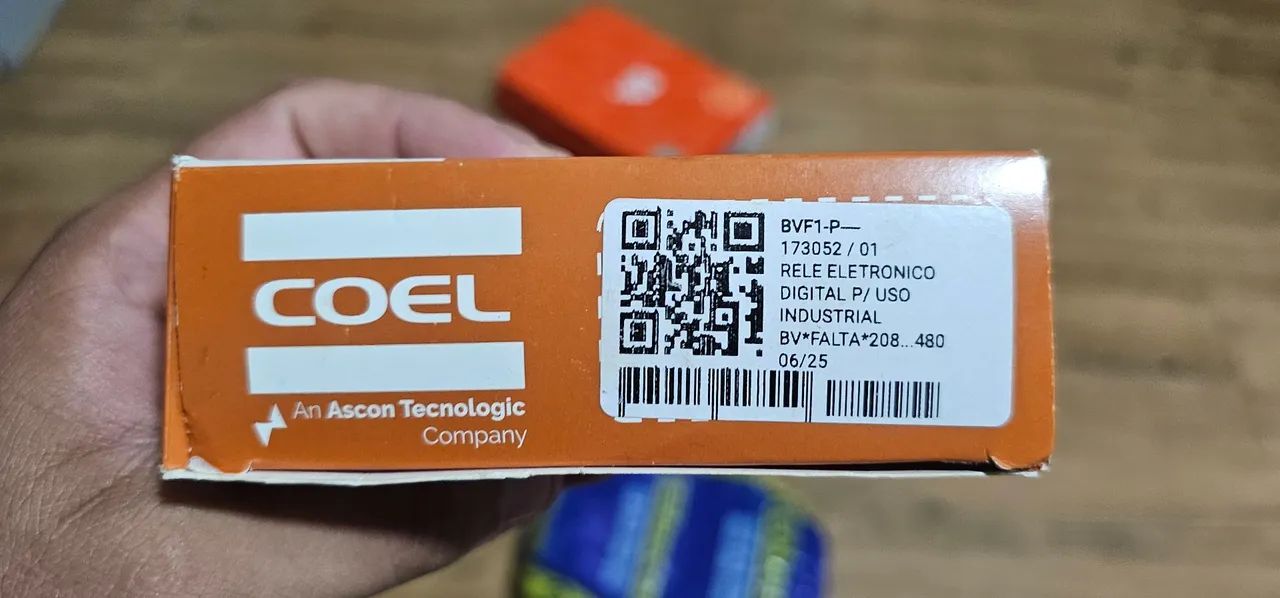 COEL
An Ascon Tecnologic
Company
BVF1-P—
173052 / 01
RELE ELETRONICO
DIGITAL P/ USO
INDUSTRIAL
BV*FALTA*208...480
06/25